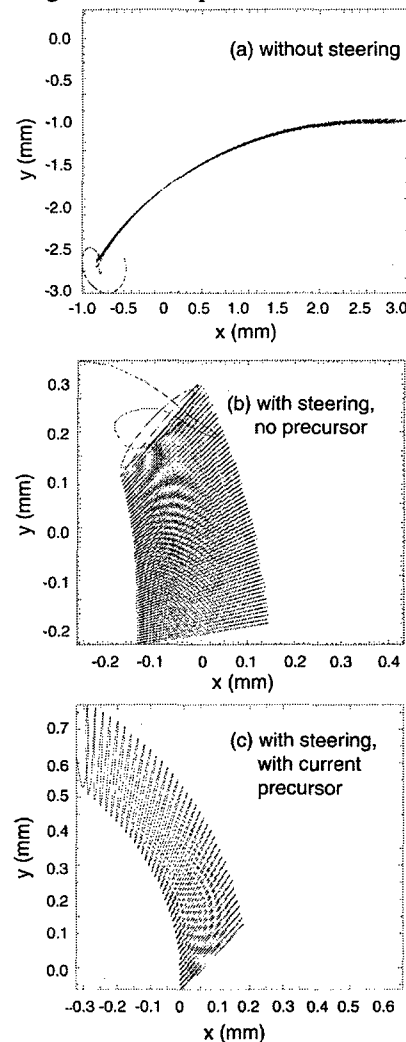 0.0
(a) without steering
-0.5
-1.0
y (mm)
-1.5
-2.0
-2.5
-3.0
-1.0 -0.5 0 0.5 1.0 1.5 2.0 2.5 3.0
x (mm)
0.3
(b) with steering,
no precursor
0.2
0.1
y (mm)
0.0
-0.1
-0.2
-0.2 -0.1 0 0.1 0.2 0.3 0.4
x (mm)
0.7
(c) with steering,
with current
precursor
0.6
0.5
0.4
y (mm)
0.3
0.2
0.1
0.0
--0.3 -0.2 -0.1 0 0.1 0.2 0.3 0.4 0.6
x (mm)